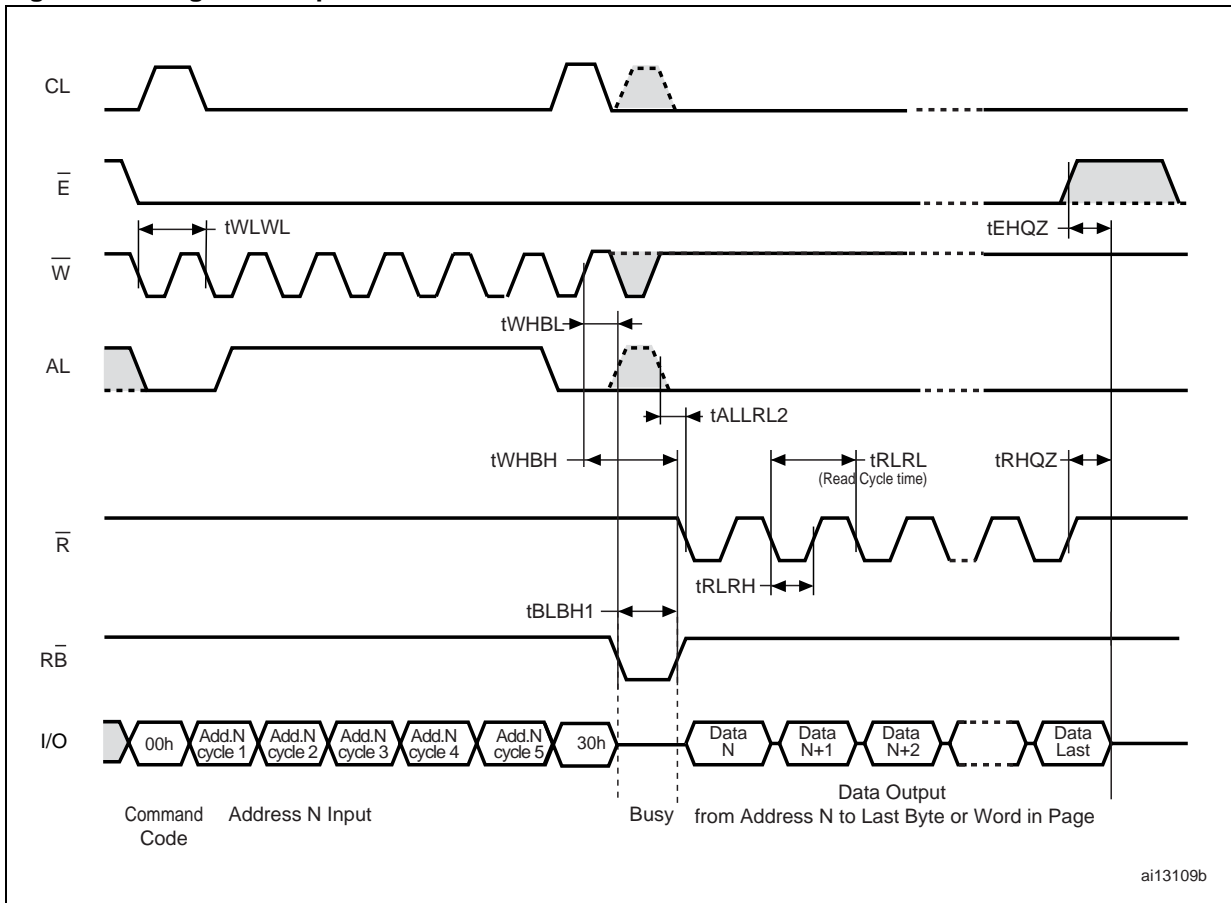 CL
E
tWLWL
tEHQZ
W
tWHBL
AL
tALLRL2
tWHBH
tRLRL
(Read Cycle time)
tRHQZ
R
tRLRH
tBLBH1
RB
I/O
00h
Add.N
cycle 1
Add.N
cycle 2
Add.N
cycle 3
Add.N
cycle 4
Add.N
cycle 5
30h
Data
N
Data
N+1
Data
N+2
Data
Last
Command
Code
Address N Input
Busy
Data Output
from Address N to Last Byte or Word in Page
ai13109b